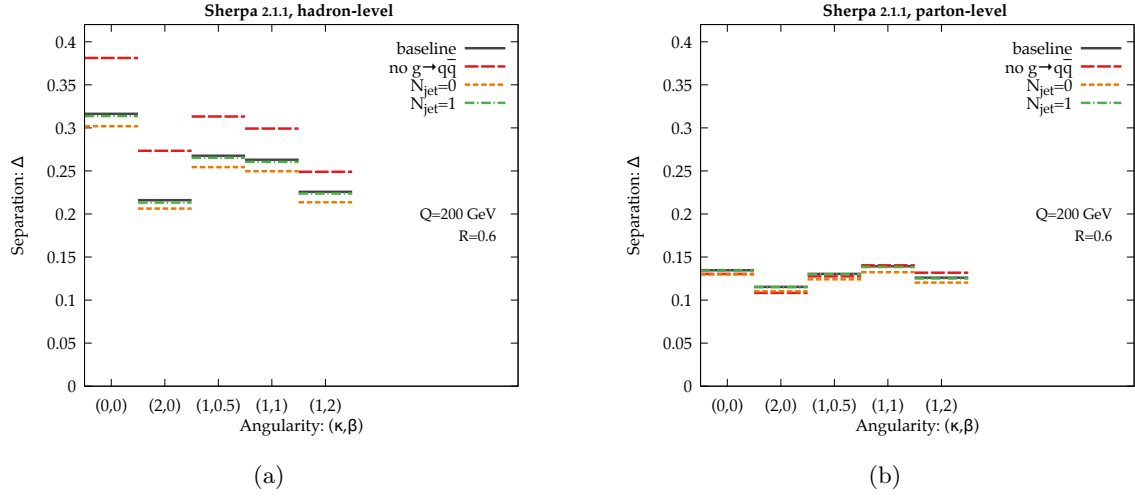 Sherpa 2.1.1, hadron-level
0.4
0.35
0.3
0.25
0.2
0.15
0.1
0.05
0
Separation: Δ
baseline
no g→qq̅
N_jet=0
N_jet=1
Q=200 GeV
R=0.6
(0,0) (2,0) (1,0.5) (1,1) (1,2)
Angularity: (κ,β)
(a)
Sherpa 2.1.1, parton-level
0.4
0.35
0.3
0.25
0.2
0.15
0.1
0.05
0
Separation: Δ
baseline
no g→qq̅
N_jet=0
N_jet=1
Q=200 GeV
R=0.6
(0,0) (2,0) (1,0.5) (1,1) (1,2)
Angularity: (κ,β)
(b)